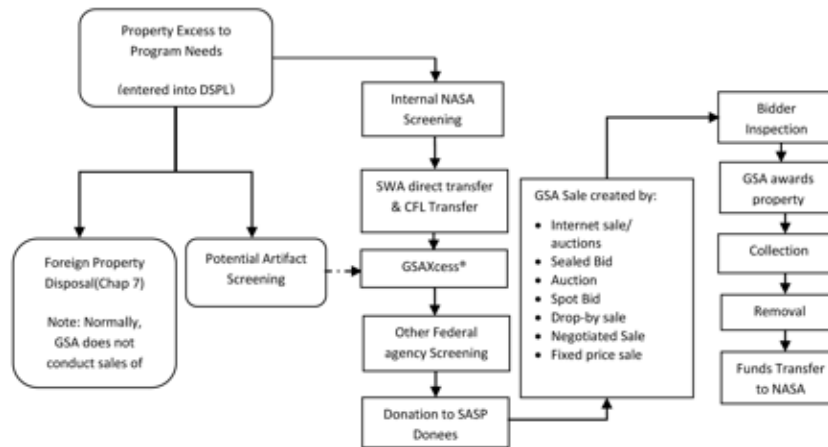 Property Excess to
Program Needs
(entered into DSPL)
Internal NASA
Screening
SWA direct transfer
& CFL Transfer
Foreign Property
Disposal(Chap 7)
Note: Normally,
GSA does not
conduct sales of
Potential Artifact
Screening
GSAXcess®
Other Federal
agency Screening
Donation to SASP
Donees
GSA Sale created by:
• Internet sale/
auctions
• Sealed Bid
• Auction
• Spot Bid
• Drop-by sale
• Negotiated Sale
• Fixed price sale
Bidder
Inspection
GSA awards
property
Collection
Removal
Funds Transfer
to NASA